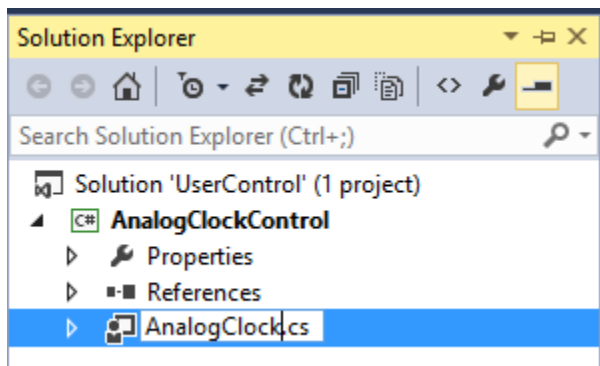 Solution Explorer
Search Solution Explorer (Ctrl+;)
Solution 'UserControl' (1 project)
C# AnalogClockControl
Properties
References
AnalogClock.cs